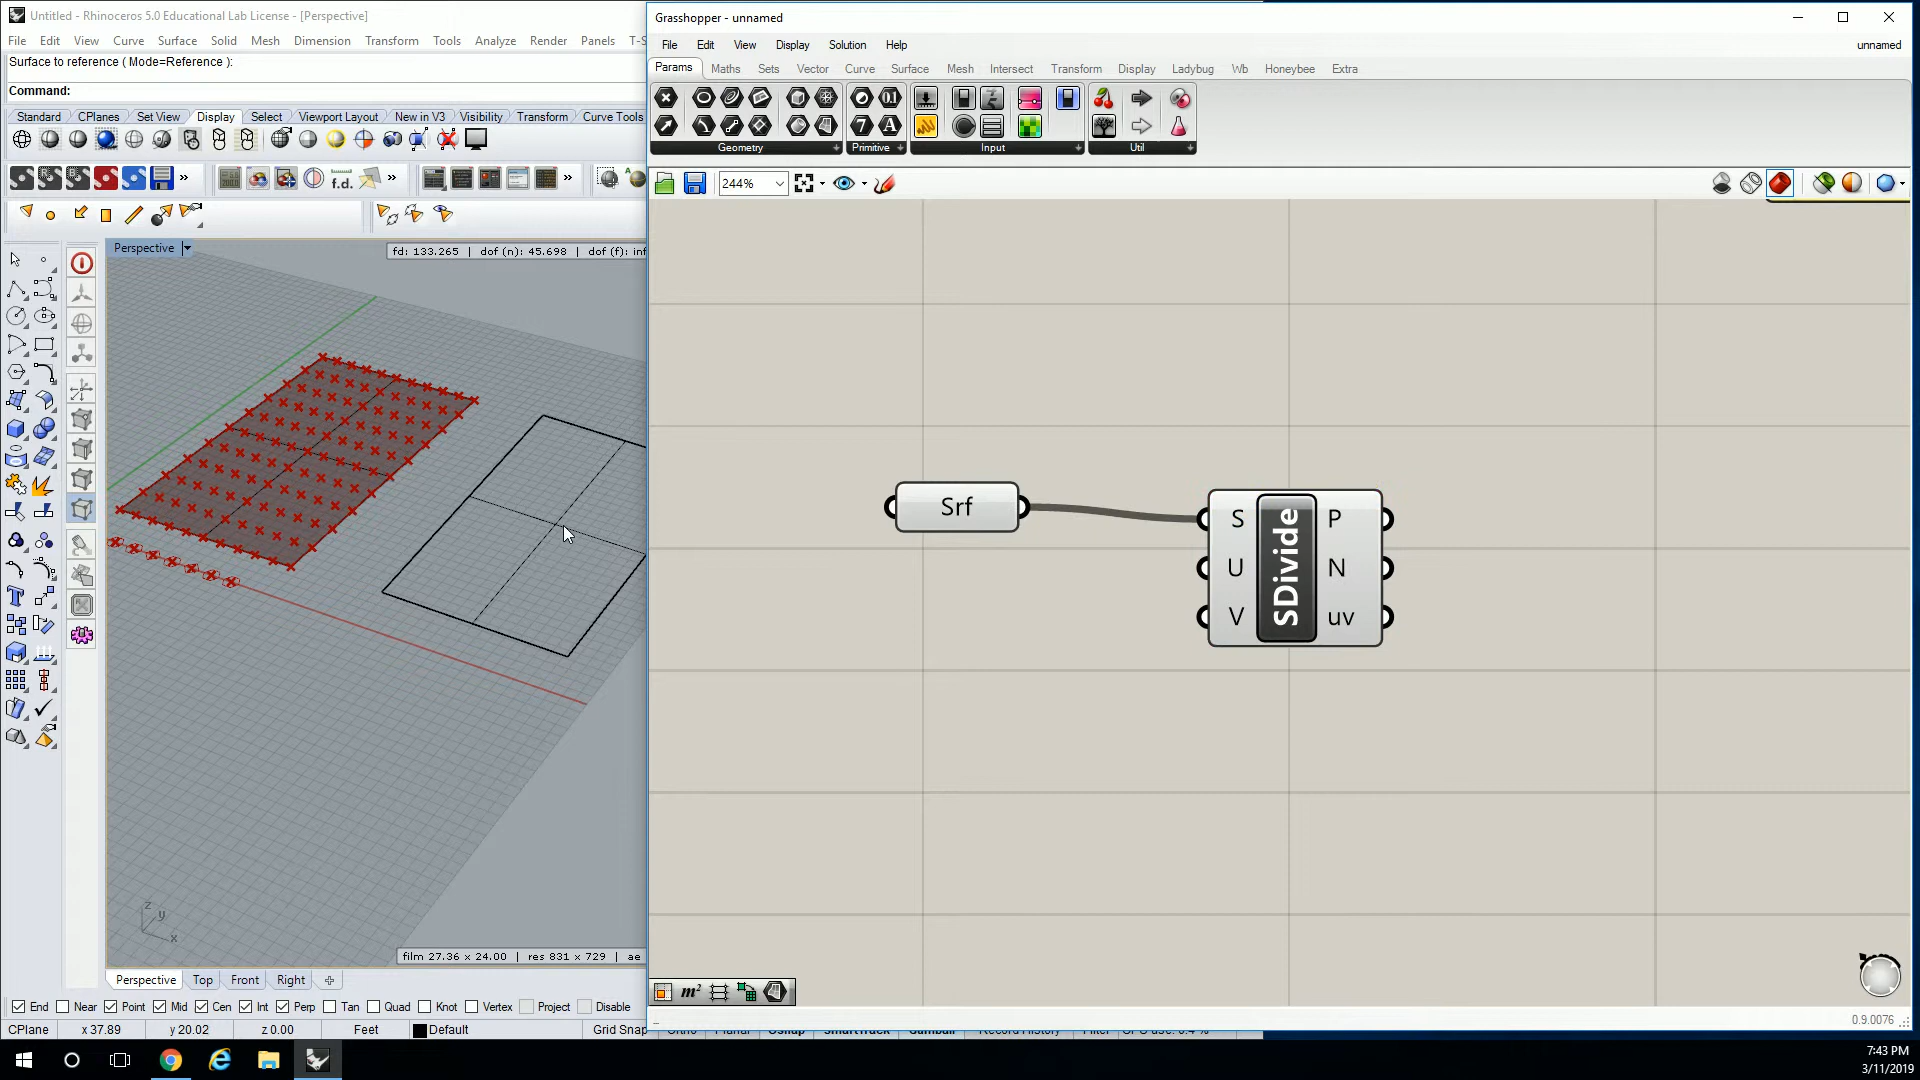 Untitled - Rhinoceros 5.0 Educational Lab License - [Perspective]
File Edit View Curve Surface Solid Mesh Dimension Transform Tools Analyze Render Panels T-S
Surface to reference ( Mode=Reference ):
Command:
Standard CPlanes Set View Display Select Viewport Layout New in V3 Visibility Transform Curve Tools
f.d.
Perspective
fd: 133.265 | dof (n): 45.698 | dof (f): inf
z
y
x
film 27.36 x 24.00 | res 831 x 729 | ae
Perspective Top Front Right
End Near Point Mid Cen Int Perp Tan Quad Knot Vertex Project Disable
CPlane x 37.89 y 20.02 z 0.00 Feet Default Grid Snap
Grasshopper - unnamed
File Edit View Display Solution Help unnamed
Params Maths Sets Vector Curve Surface Mesh Intersect Transform Display Ladybug Wb Honeybee Extra
0.1
7 A
Geometry Primitive Input Util
244%
Srf
SDivide
S P
U N
V uv
m²
0.9.0076
7:43 PM
3/11/2019